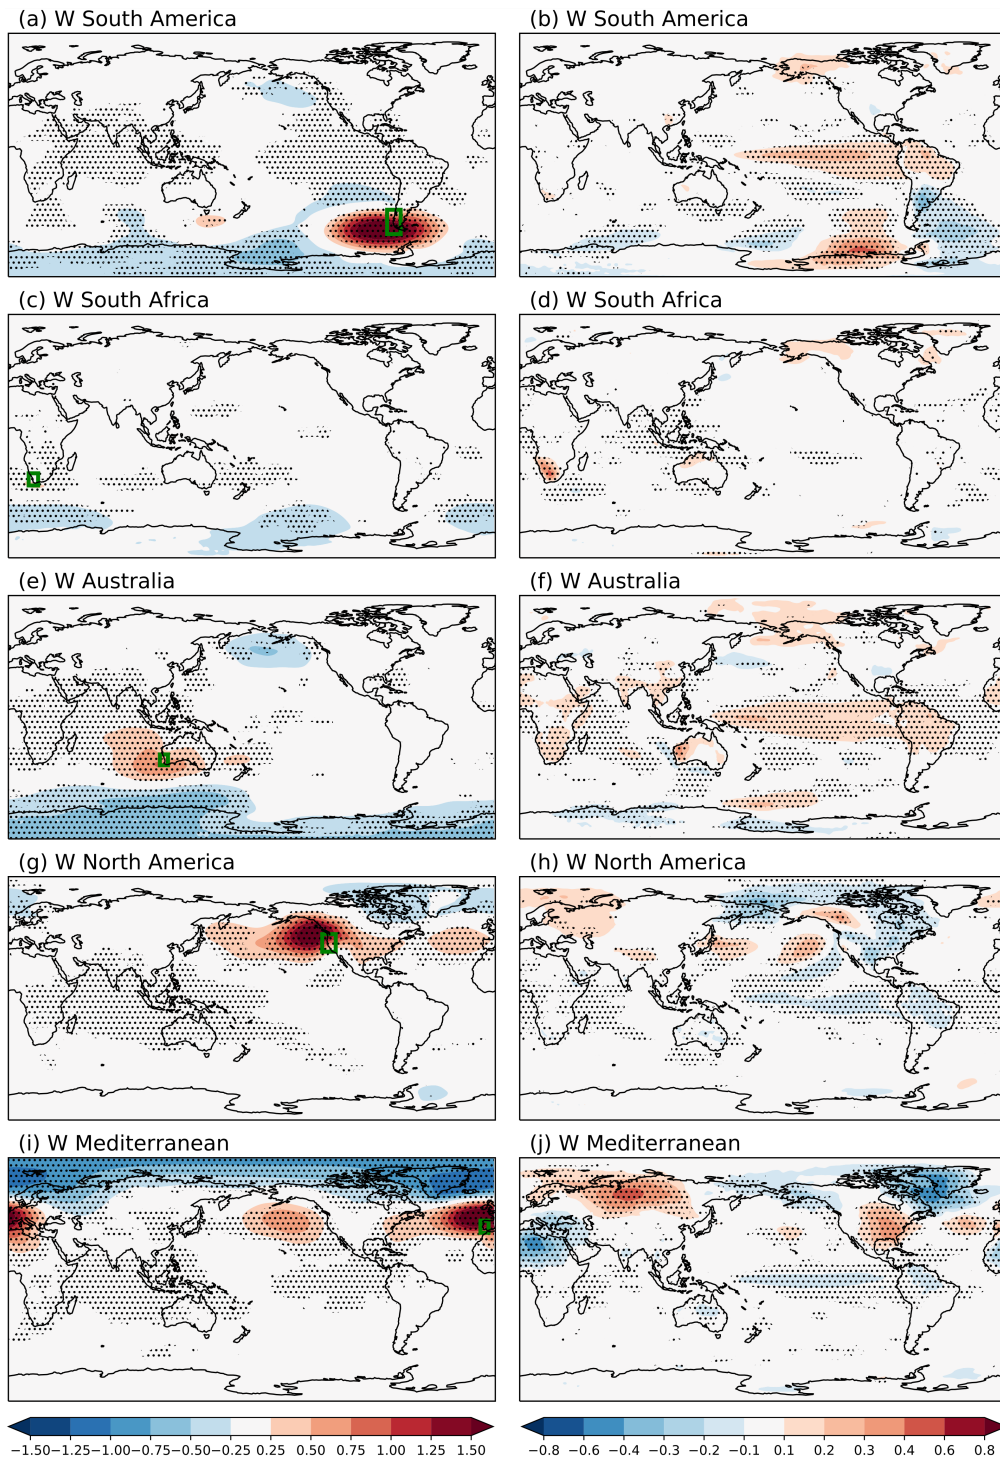 (a) W South America
(b) W South America
(c) W South Africa
(d) W South Africa
(e) W Australia
(f) W Australia
(g) W North America
(h) W North America
(i) W Mediterranean
(j) W Mediterranean
−1.50 −1.25 −1.00 −0.75 −0.50 −0.25 0.25 0.50 0.75 1.00 1.25 1.50
−0.8 −0.6 −0.4 −0.3 −0.2 −0.1 0.1 0.2 0.3 0.4 0.6 0.8